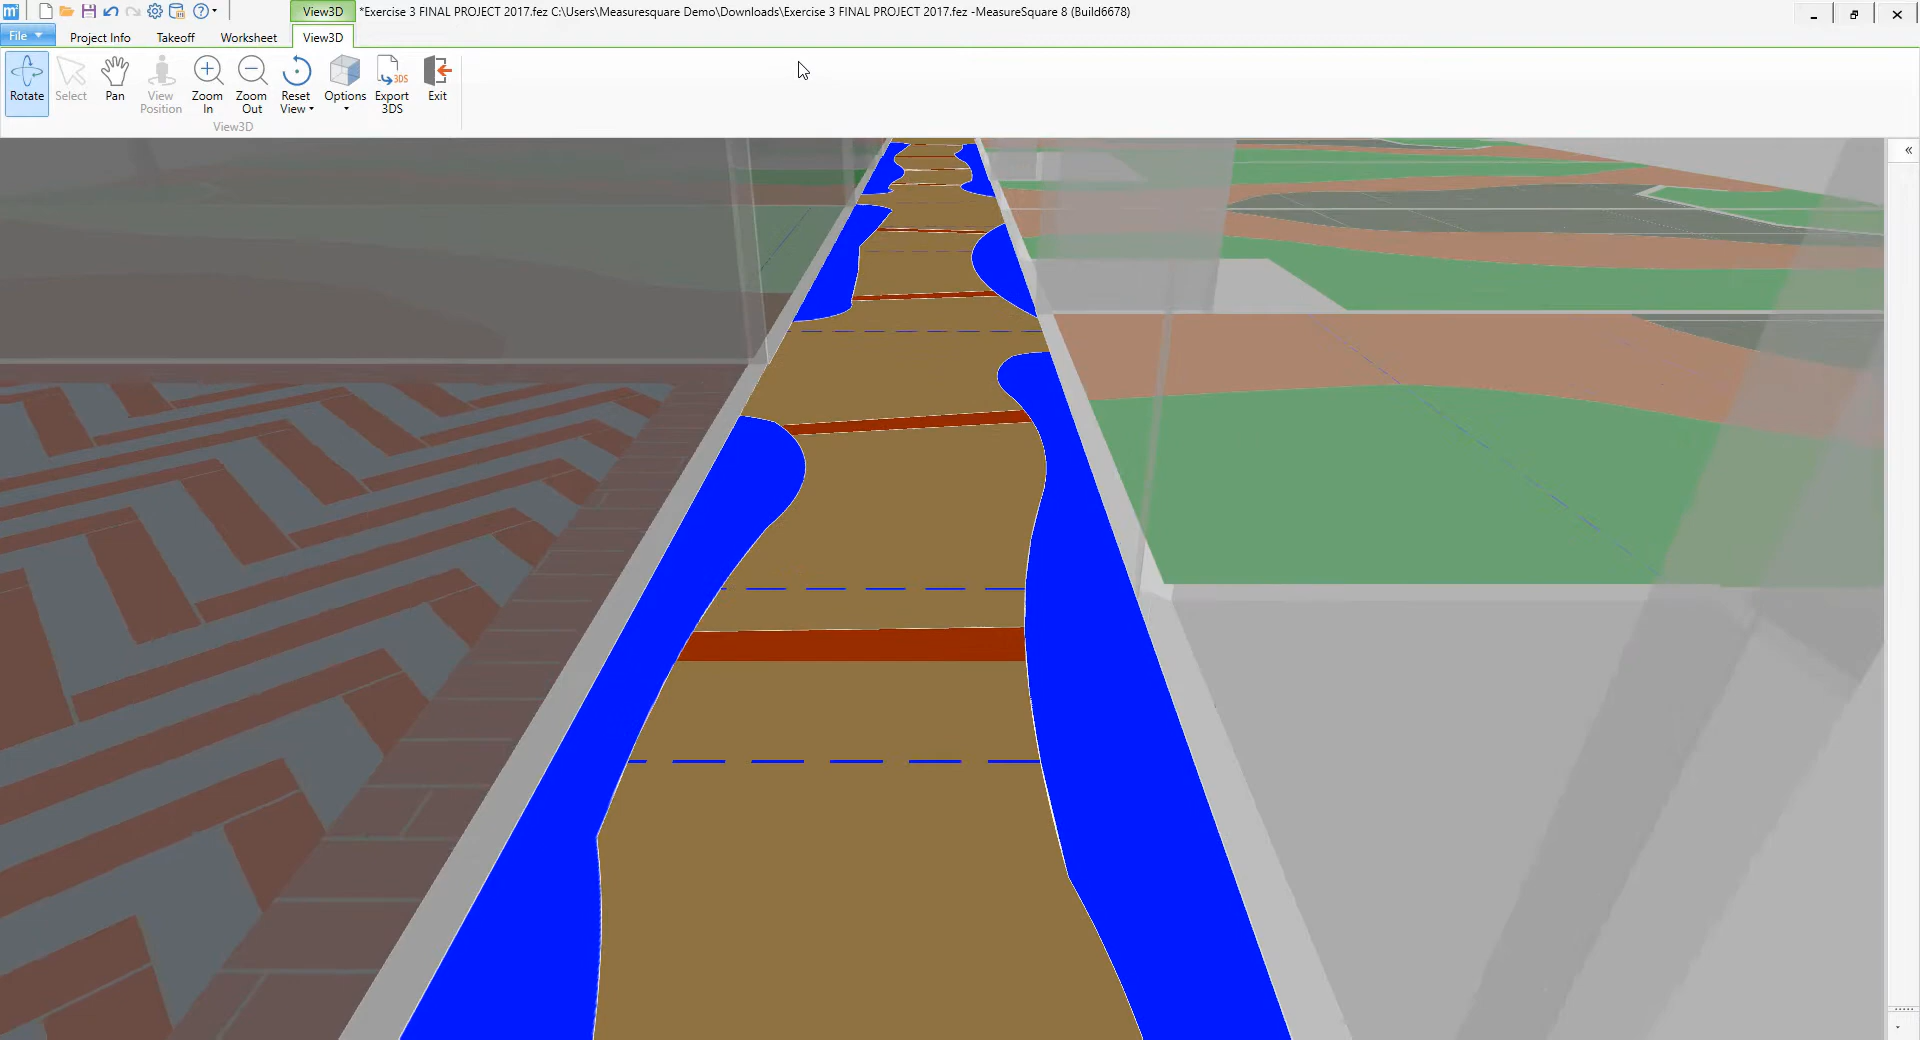 m²
View3D
*Exercise 3 FINAL PROJECT 2017.fez C:\Users\Measuresquare Demo\Downloads\Exercise 3 FINAL PROJECT 2017.fez -MeasureSquare 8 (Build6678)
File
Project Info
Takeoff
Worksheet
View3D
Rotate
Select
Pan
View
Position
Zoom
In
Zoom
Out
Reset
View
Options
3DS
Export
3DS
Exit
View3D